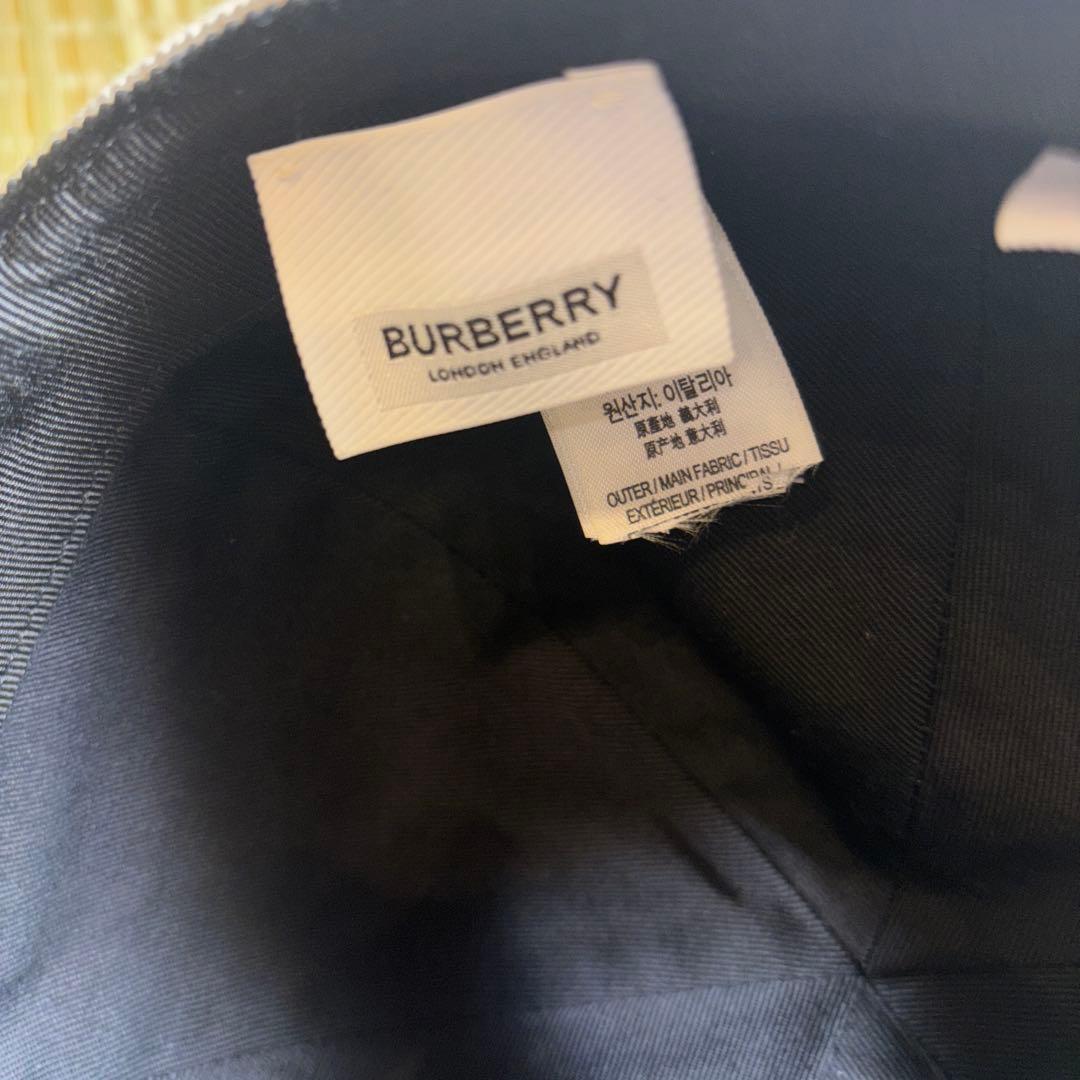 BURBERRY
LONDON ENGLAND
원산지: 이탈리아
原產地 義大利
原产地 意大利
OUTER / MAIN FABRIC / TISSU
EXTÉRIEUR /